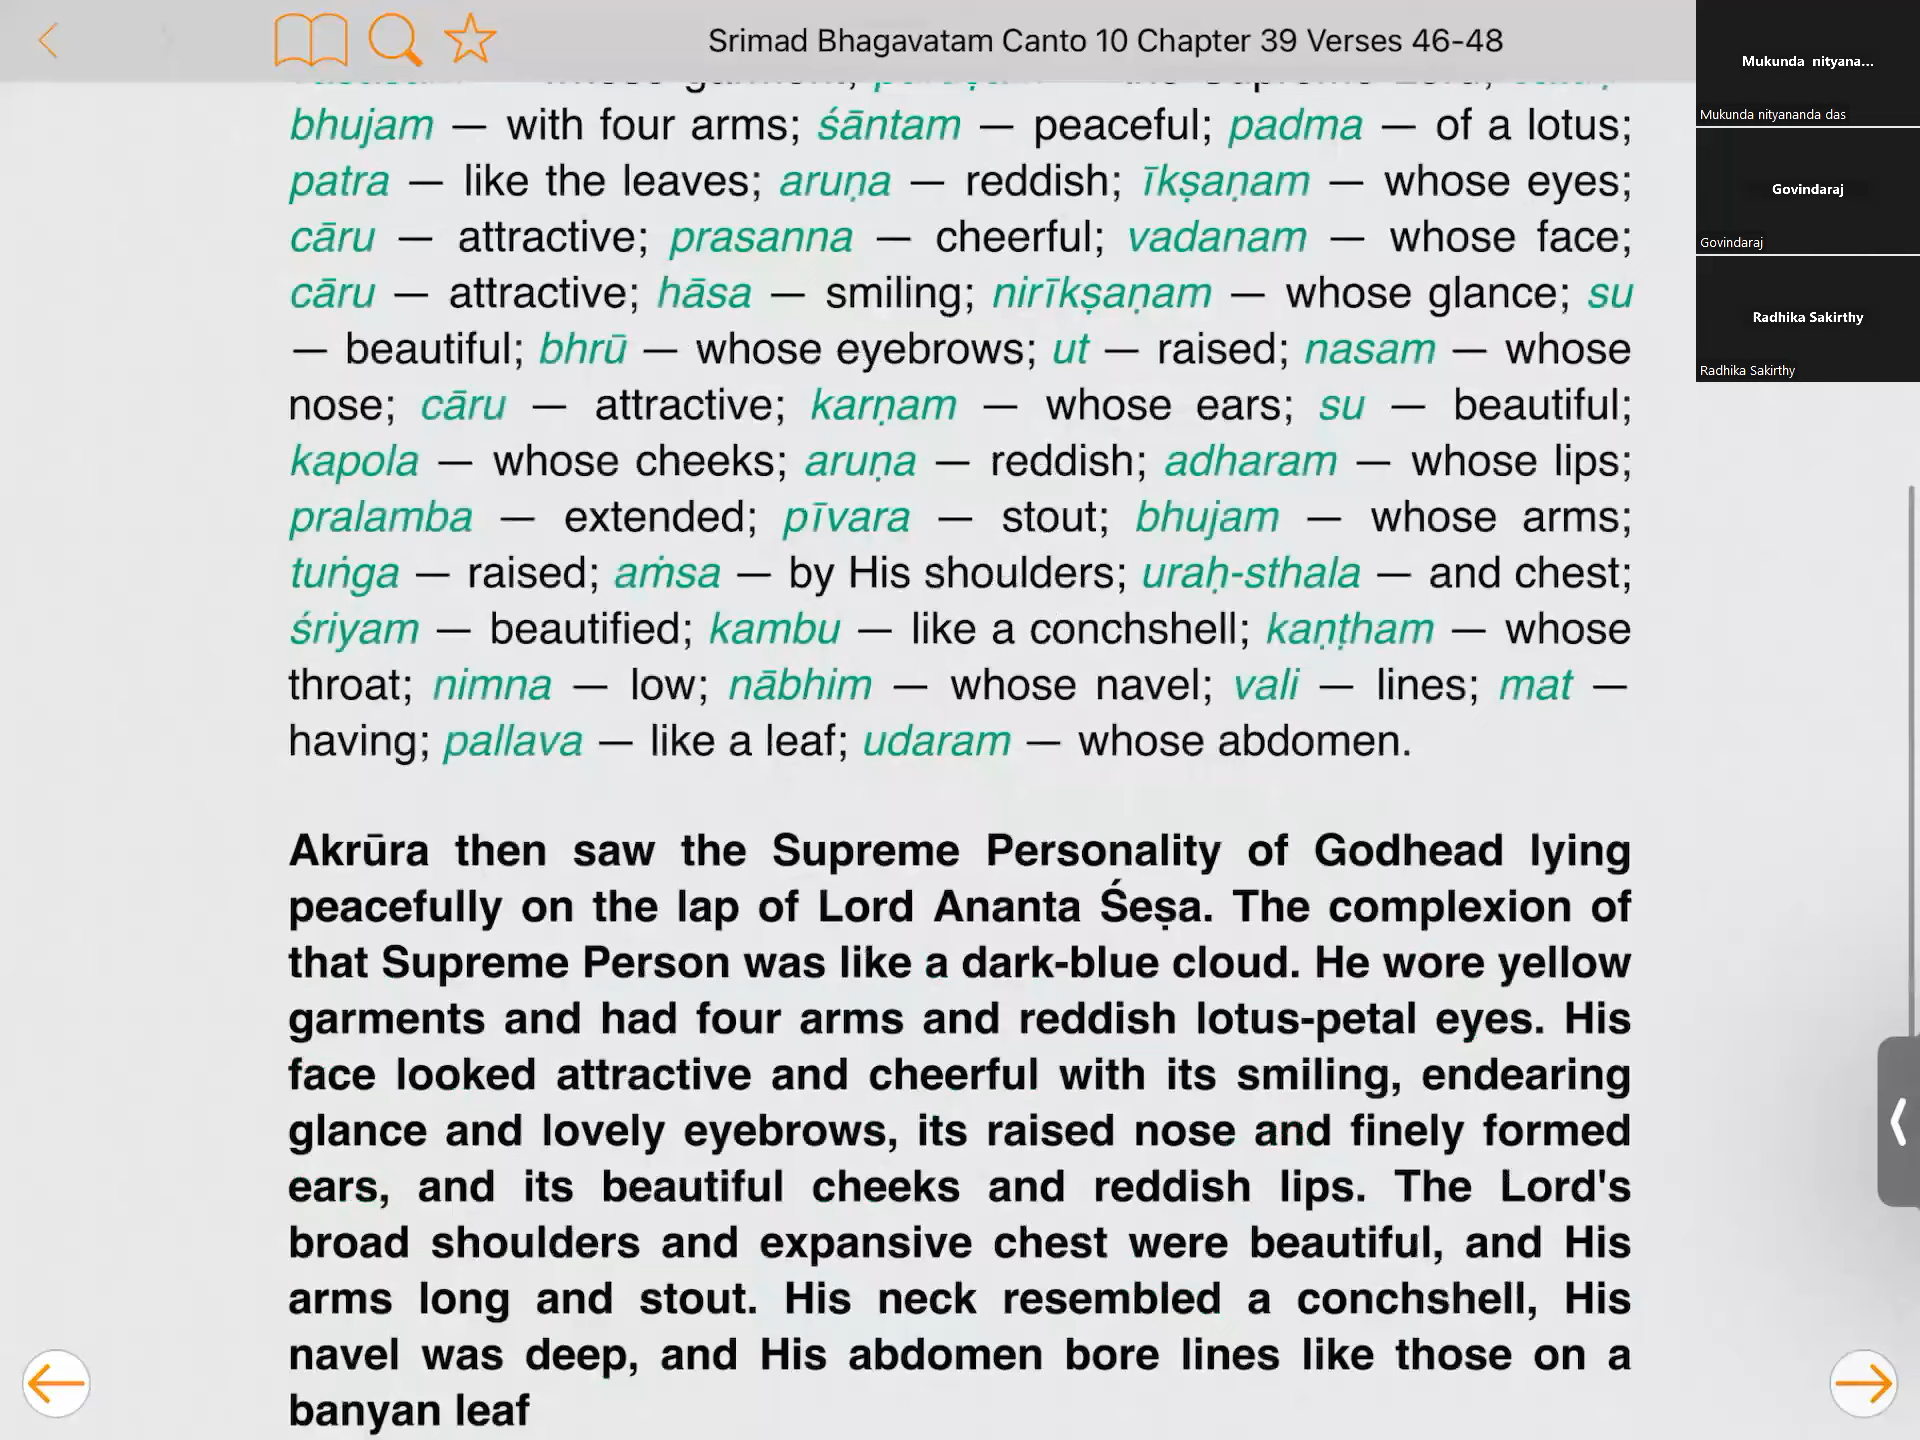 Srimad Bhagavatam Canto 10 Chapter 39 Verses 46-48
bhujam — with four arms; śāntam — peaceful; padma — of a lotus;
patra — like the leaves; aruṇa — reddish; īkṣaṇam — whose eyes;
cāru — attractive; prasanna — cheerful; vadanam — whose face;
cāru — attractive; hāsa — smiling; nirīkṣaṇam — whose glance; su
— beautiful; bhrū — whose eyebrows; ut — raised; nasam — whose
nose; cāru — attractive; karṇam — whose ears; su — beautiful;
kapola — whose cheeks; aruṇa — reddish; adharam — whose lips;
pralamba — extended; pīvara — stout; bhujam — whose arms;
tuṅga — raised; aṁsa — by His shoulders; uraḥ-sthala — and chest;
śriyam — beautified; kambu — like a conchshell; kaṇṭham — whose
throat; nimna — low; nābhim — whose navel; vali — lines; mat —
having; pallava — like a leaf; udaram — whose abdomen.
Akrūra then saw the Supreme Personality of Godhead lying
peacefully on the lap of Lord Ananta Śeṣa. The complexion of
that Supreme Person was like a dark-blue cloud. He wore yellow
garments and had four arms and reddish lotus-petal eyes. His
face looked attractive and cheerful with its smiling, endearing
glance and lovely eyebrows, its raised nose and finely formed
ears, and its beautiful cheeks and reddish lips. The Lord's
broad shoulders and expansive chest were beautiful, and His
arms long and stout. His neck resembled a conchshell, His
navel was deep, and His abdomen bore lines like those on a
banyan leaf
Mukunda nityana...
Mukunda nityananda das
Govindaraj
Govindaraj
Radhika Sakirthy
Radhika Sakirthy